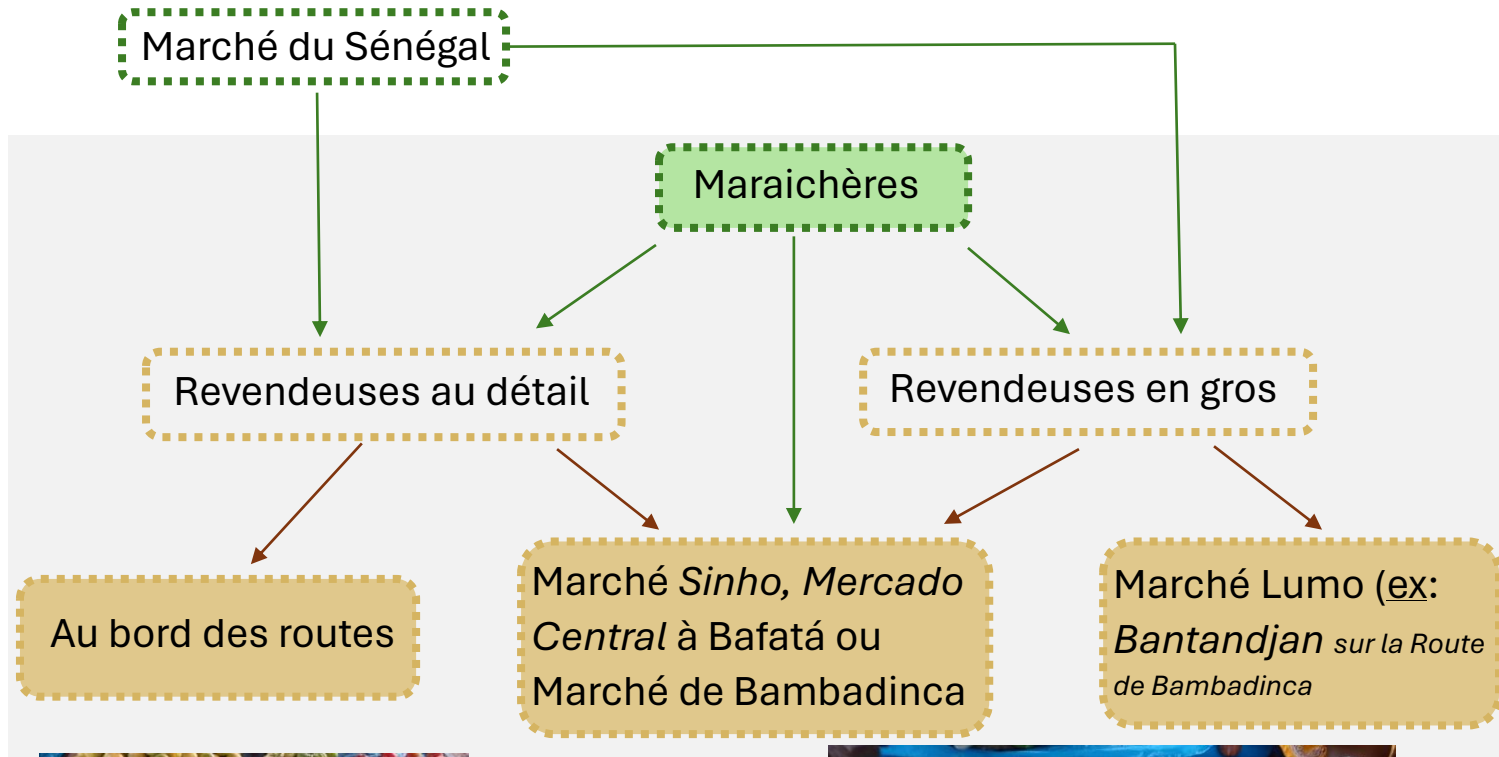 Marché du Sénégal
Maraichères
Revendeuses au détail
Revendeuses en gros
Au bord des routes
Marché Sinho, Mercado
Central à Bafatá ou
Marché de Bambadinca
Marché Lumo (ex:
Bantandjan sur la Route
de Bambadinca